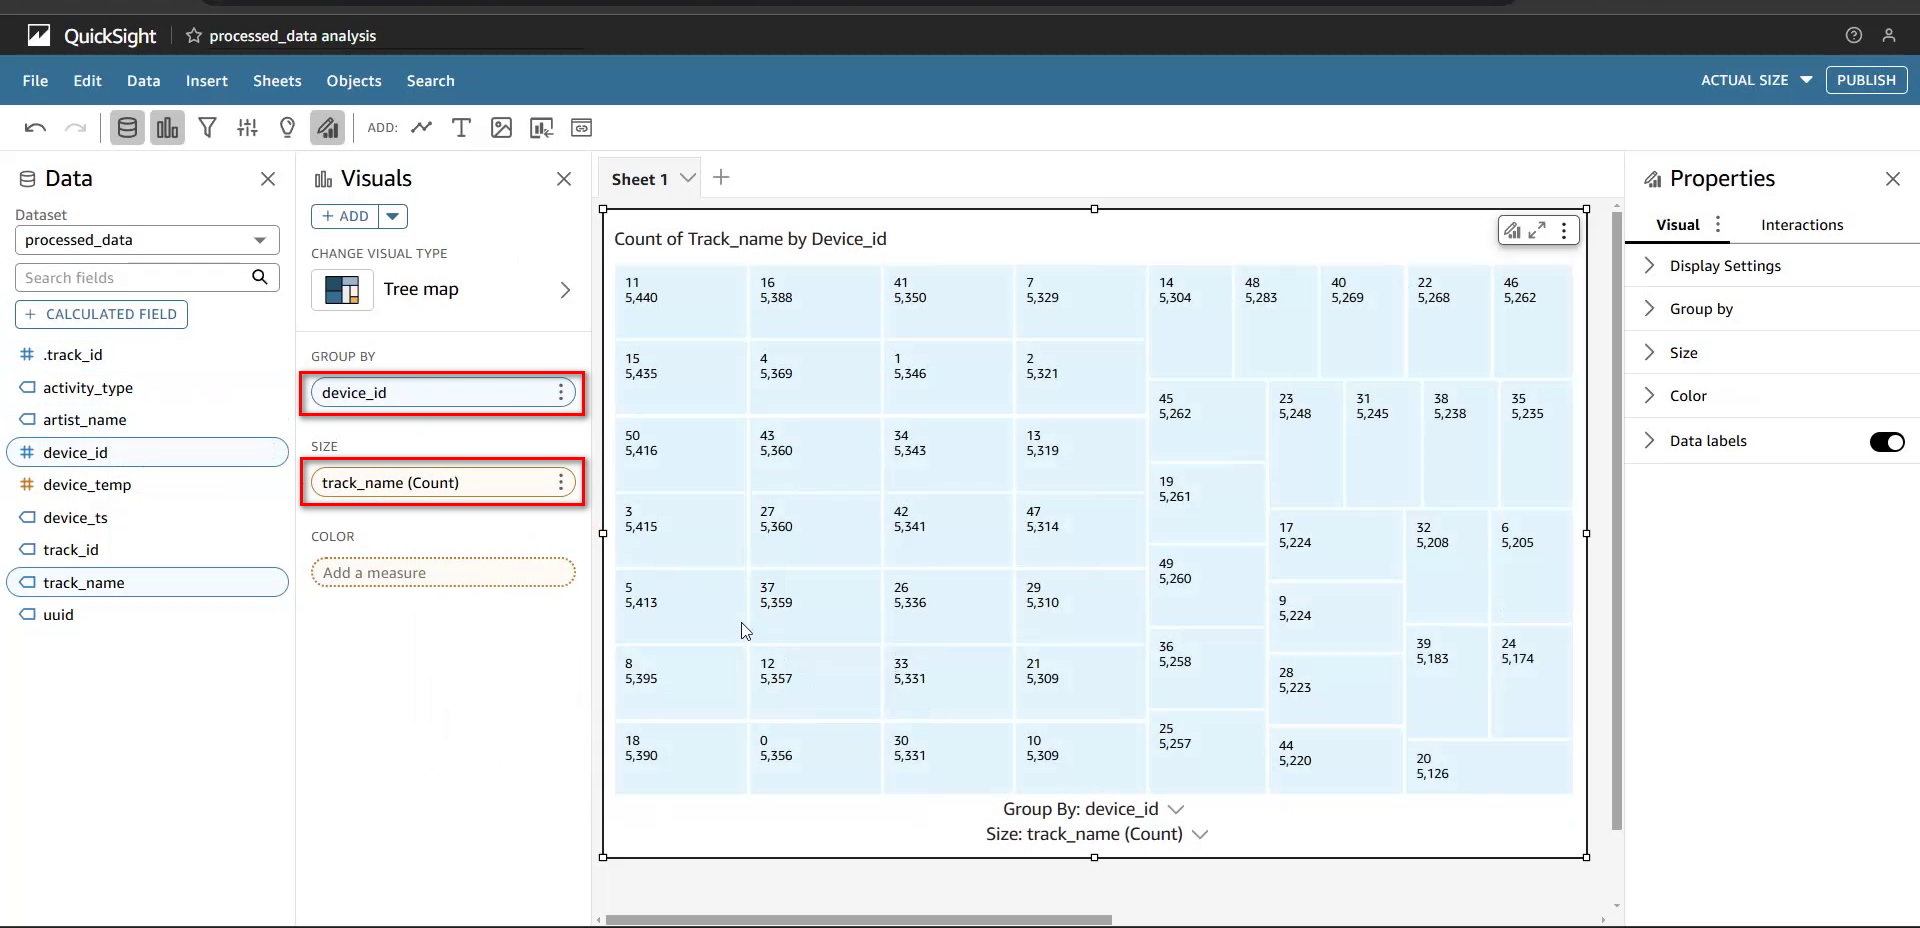 QuickSight
processed_data analysis
File Edit Data Insert Sheets Objects Search
ACTUAL SIZE
PUBLISH
ADD:
Data
Dataset
processed_data
Search fields
+ CALCULATED FIELD
.track_id
activity_type
artist_name
device_id
device_temp
device_ts
track_id
track_name
uuid
Visuals
+ ADD
CHANGE VISUAL TYPE
Tree map
GROUP BY
device_id
SIZE
track_name (Count)
COLOR
Add a measure
Sheet 1
Count of Track_name by Device_id
11
5,440
15
5,435
50
5,416
3
5,415
5
5,413
8
5,395
18
5,390
16
5,388
4
5,369
43
5,360
27
5,360
37
5,359
12
5,357
0
5,356
41
5,350
1
5,346
34
5,343
42
5,341
26
5,336
33
5,331
30
5,331
7
5,329
2
5,321
13
5,319
47
5,314
29
5,310
21
5,309
10
5,309
14
5,304
48
5,283
40
5,269
22
5,268
46
5,262
45
5,262
19
5,261
49
5,260
36
5,258
25
5,257
23
5,248
31
5,245
38
5,238
35
5,235
17
5,224
9
5,224
28
5,223
44
5,220
32
5,208
6
5,205
39
5,183
24
5,174
20
5,126
Group By: device_id
Size: track_name (Count)
Properties
Visual
Interactions
Display Settings
Group by
Size
Color
Data labels